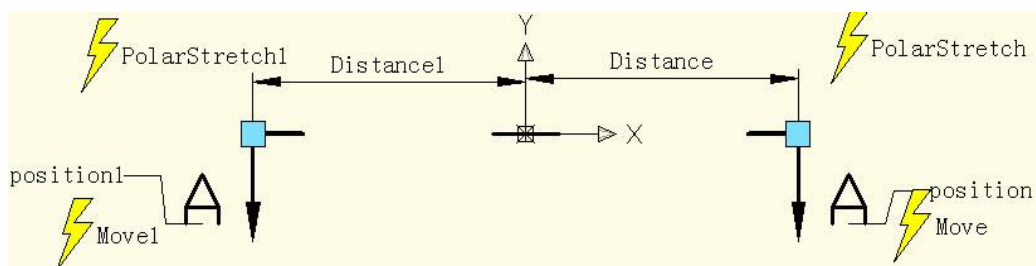 PolarStretch1
Distance1
Y
Distance
PolarStretch
X
position1
A
A
position
Move1
Move